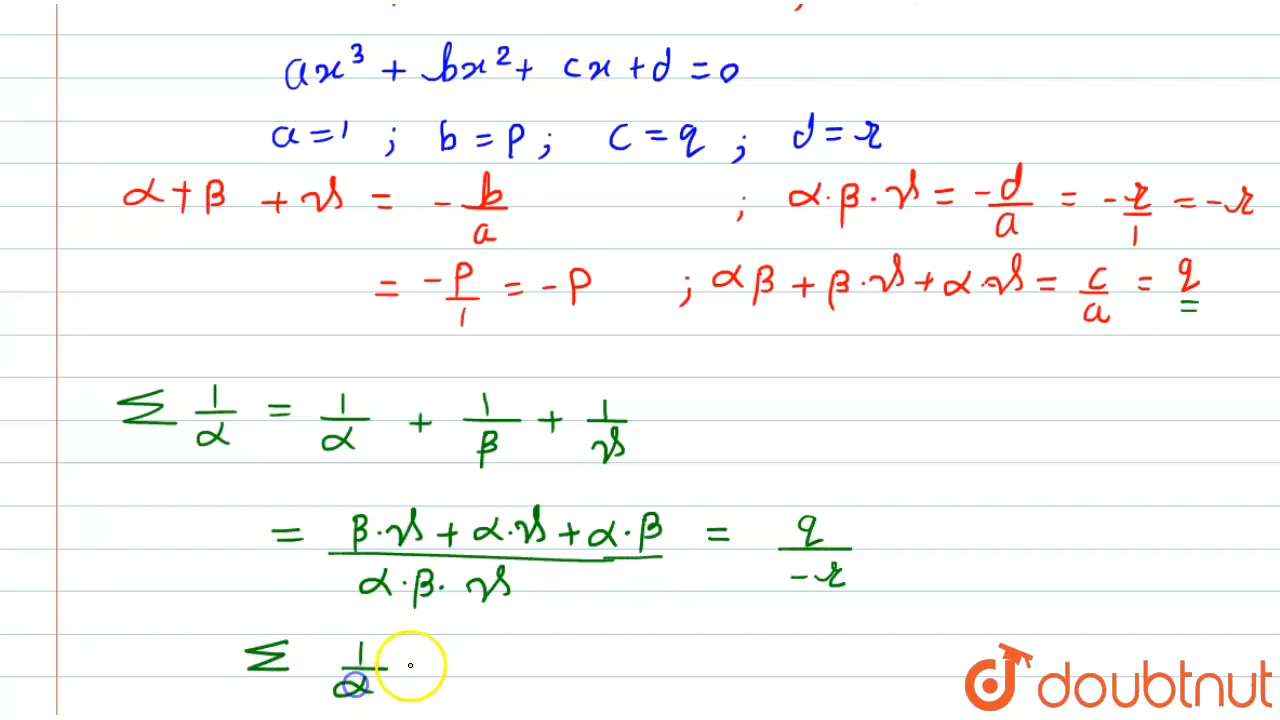 ax³ + bx² + cx + d = 0
a = 1 ; b = p ; c = q ; d = r
α + β + γ = - b/a ; α · β · γ = - d/a = - r/1 = - r
= - p/1 = - p ; αβ + β · γ + α · γ = c/a = q
Σ 1/α = 1/α + 1/β + 1/γ
= (β · γ + α · γ + α · β)/(α · β · γ) = q/(- r)
Σ 1/α
doubtnut